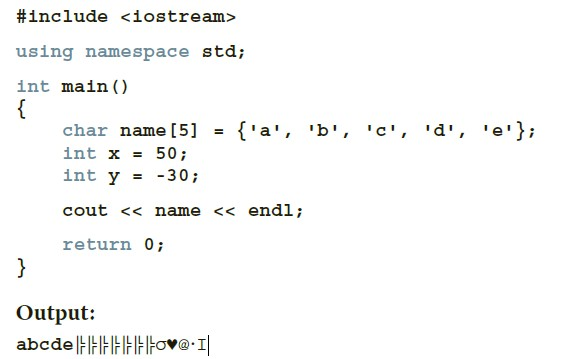 #include <iostream>
using namespace std;
int main()
{
char name[5] = {'a', 'b', 'c', 'd', 'e'};
int x = 50;
int y = -30;
cout << name << endl;
return 0;
}
Output:
abcde╠╠╠╠╠╠╠σ♥@·I